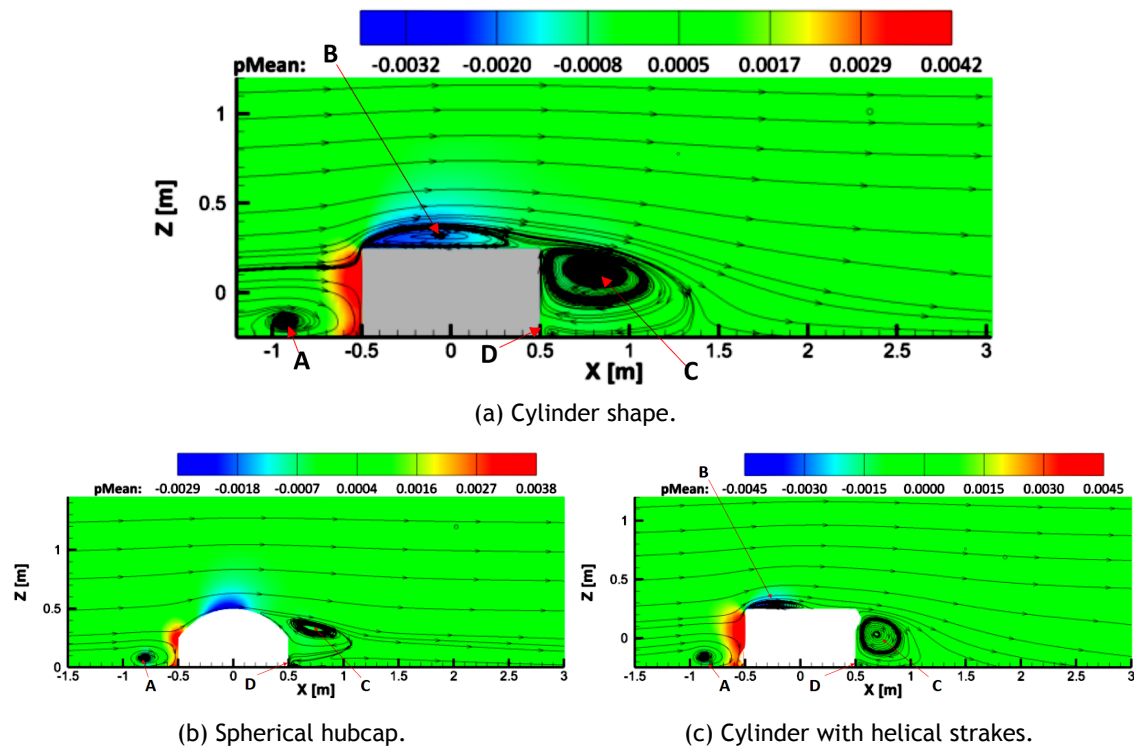 B
pMean: -0.0032 -0.0020 -0.0008 0.0005 0.0017 0.0029 0.0042
1
0.5
0
Z [m]
-1 -0.5 0 0.5 1 1.5 2 2.5 3
A D C
X [m]
(a) Cylinder shape.
pMean: -0.0029 -0.0018 -0.0007 0.0004 0.0016 0.0027 0.0038
1
0.5
0
Z [m]
-1.5 -1 -0.5 0 0.5 1 1.5 2 2.5 3
A D C
X [m]
(b) Spherical hubcap.
B
pMean: -0.0045 -0.0030 -0.0015 0.0000 0.0015 0.0030 0.0045
1
0.5
0
Z [m]
-1.5 -1 -0.5 0 0.5 1 1.5 2 2.5 3
A D C
X [m]
(c) Cylinder with helical strakes.